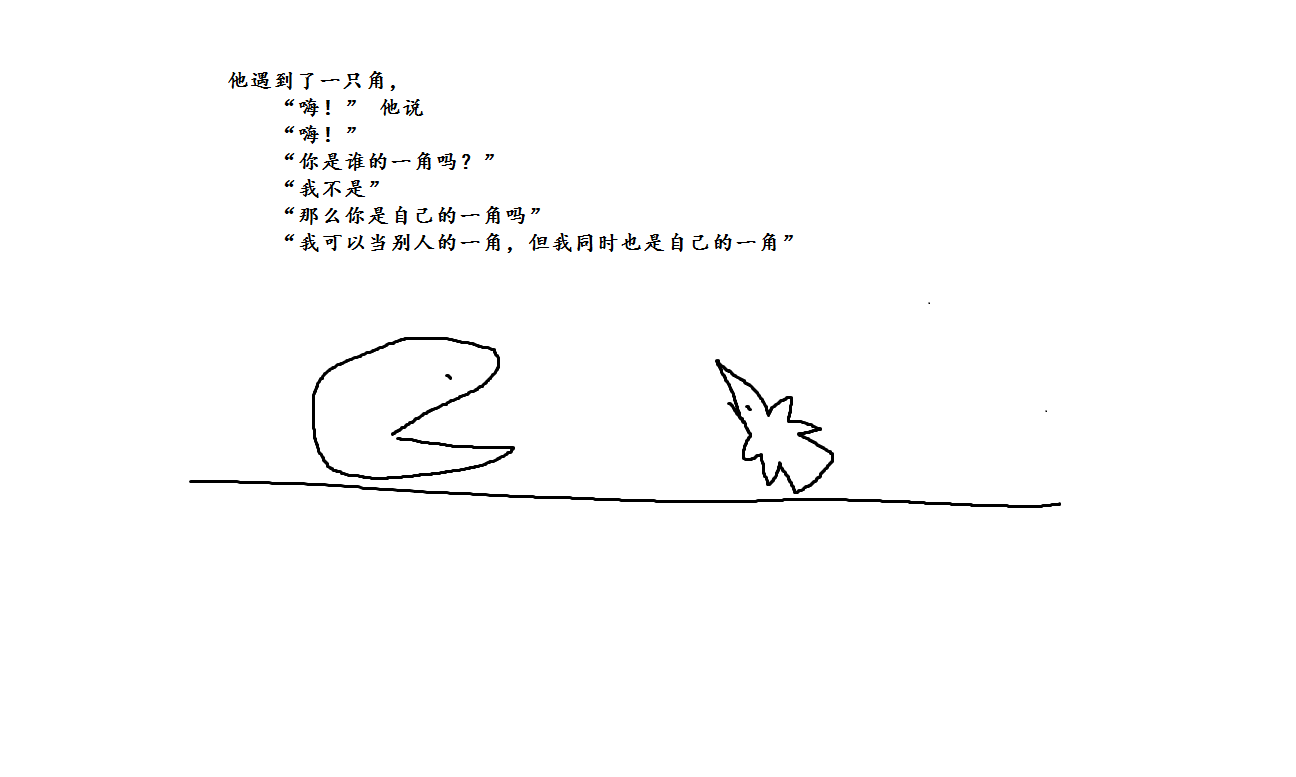 他遇到了一只角，
“嗨！” 他说
“嗨！”
“你是谁的一角吗？”
“我不是”
“那么你是自己的一角吗”
“我可以当别人的一角，但我同时也是自己的一角”